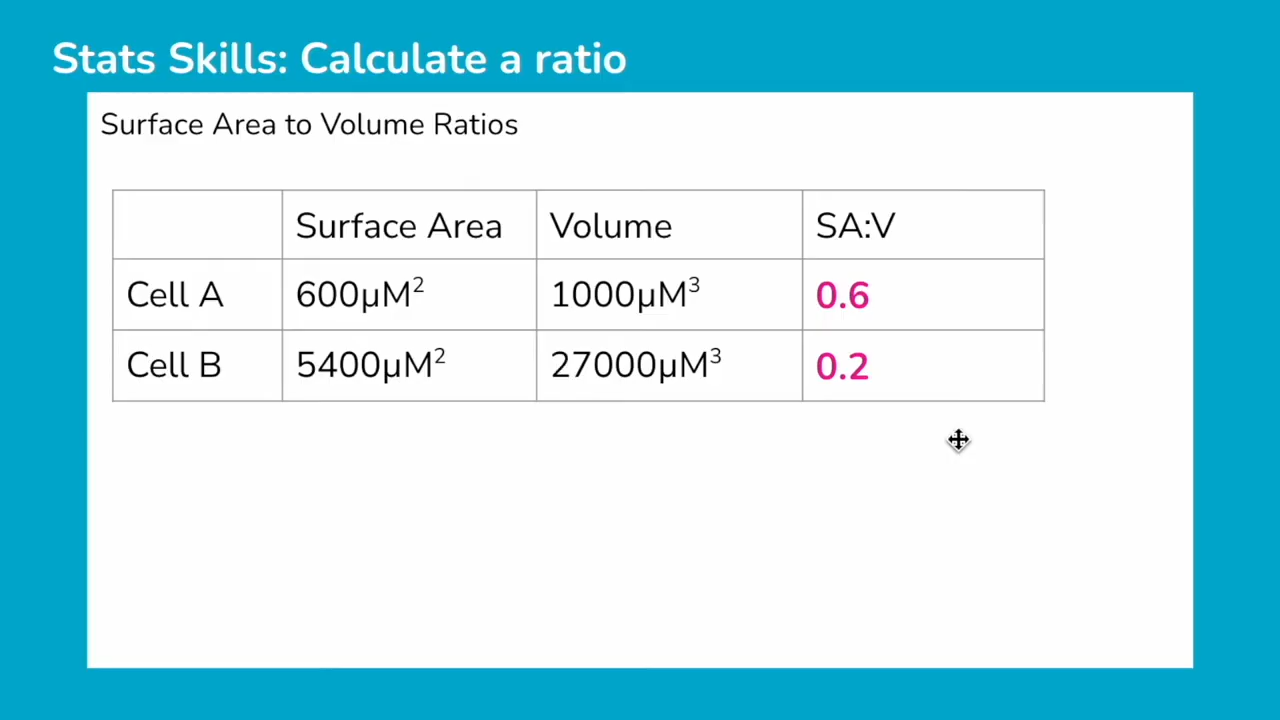 Stats Skills: Calculate a ratio
Surface Area to Volume Ratios
Surface Area Volume SA:V
Cell A 600μM² 1000μM³ 0.6
Cell B 5400μM² 27000μM³ 0.2